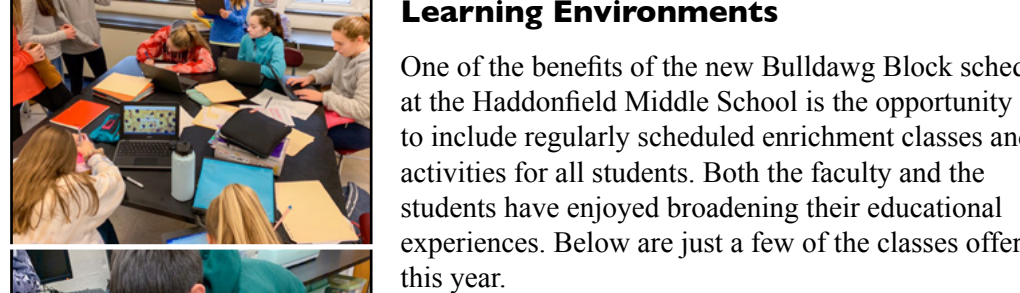 Learning Environments
One of the benefits of the new Bulldawg Block
at the Haddonfield Middle School is the opportunity
to include regularly scheduled enrichment classes
activities for all students. Both the faculty and the
students have enjoyed broadening their educational
experiences. Below are just a few of the classes
this year.